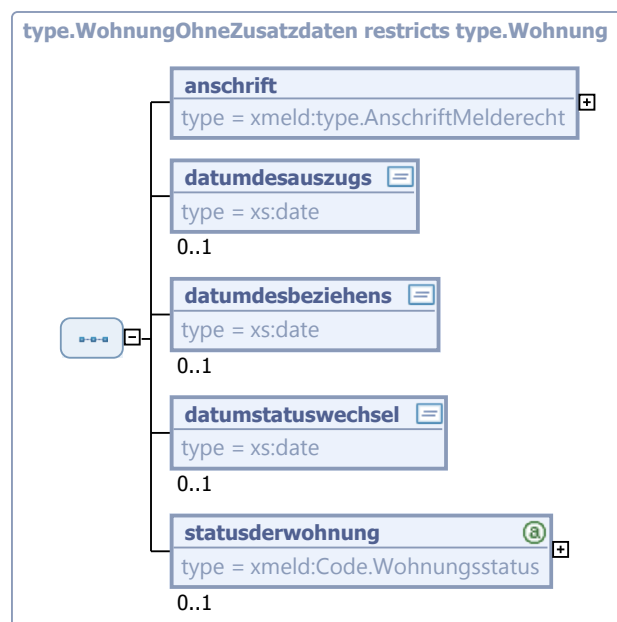 type.WohnungOhneZusatzdaten restricts type.Wohnung
anschrift
type = xmeld:type.AnschriftMelderecht
datumdesauszugs
type = xs:date
0..1
datumdesbeziehens
type = xs:date
0..1
datumstatuswechsel
type = xs:date
0..1
statusderwohnung
a
type = xmeld:Code.Wohnungsstatus
0..1